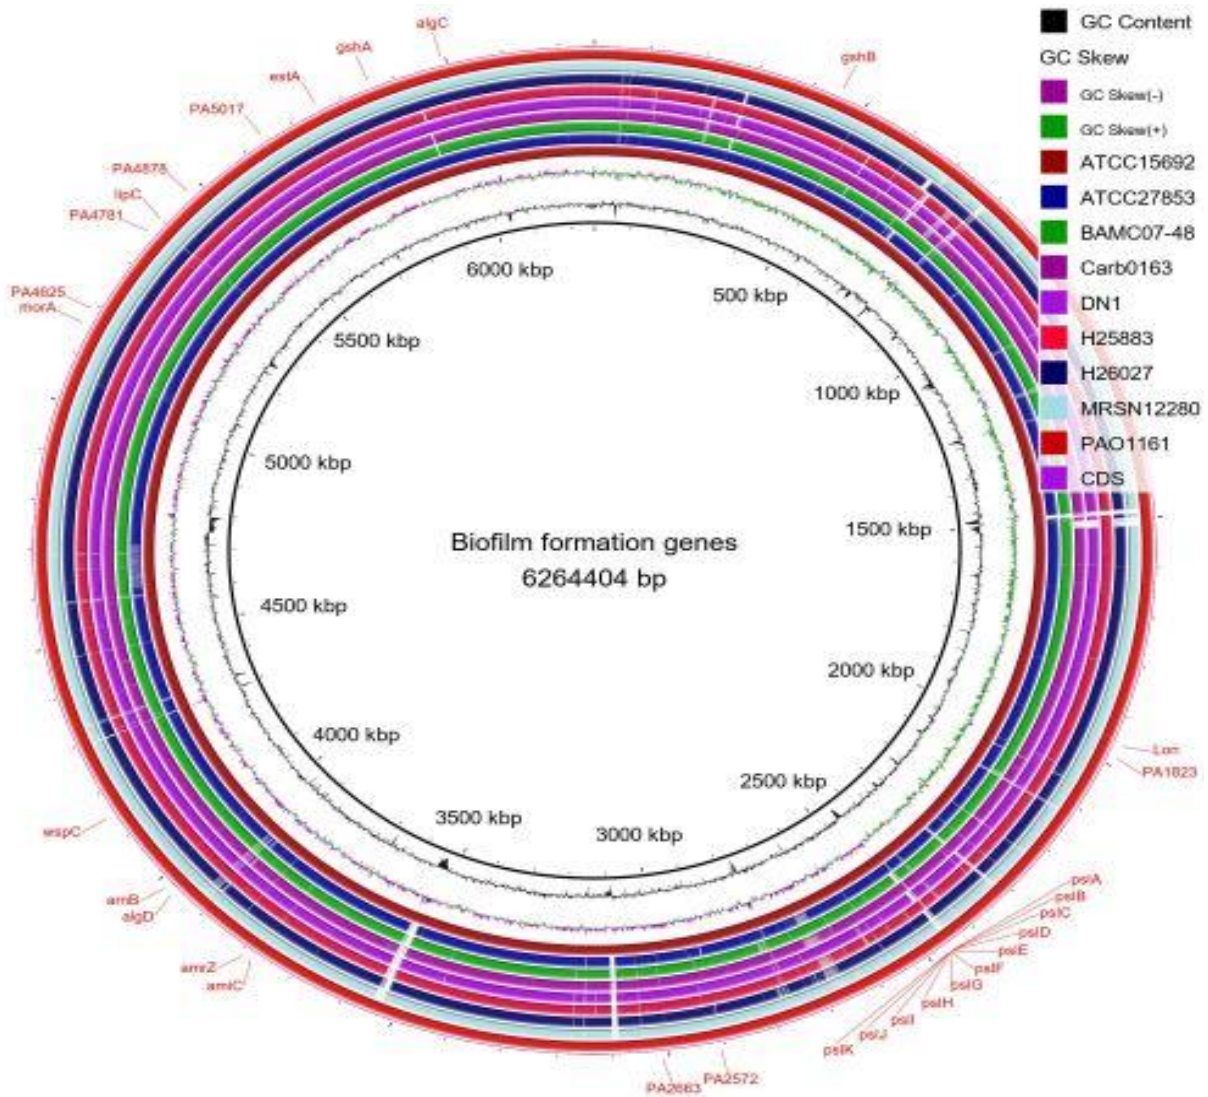 algC
gshA
gshB
estA
PA5017
PA4878
lipC
PA4781
PA4625
morA
GC Content
GC Skew
GC Skew(-)
GC Skew(+)
ATCC15692
ATCC27853
BAMC07-48
Carb0163
DN1
H25883
H26027
MRSN12280
PAO1161
CDS
6000 kbp
500 kbp
5500 kbp
1000 kbp
5000 kbp
1500 kbp
Biofilm formation genes
6264404 bp
4500 kbp
2000 kbp
4000 kbp
2500 kbp
3500 kbp
3000 kbp
Lon
PA1823
wspC
arnB
algD
amrZ
amiC
pslA
pslB
pslC
pslD
pslE
pslF
pslG
pslH
pslI
pslJ
pslK
PA2572
PA2663